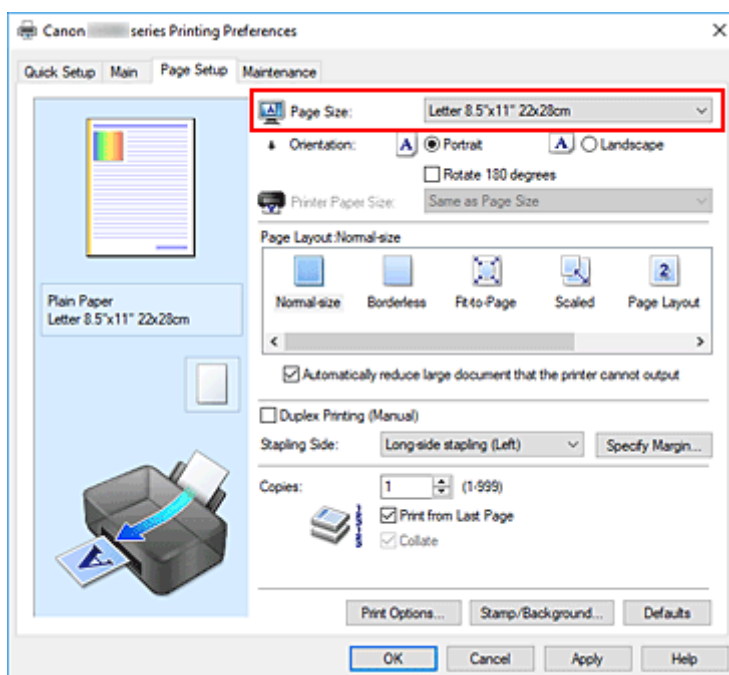 Canon series Printing Preferences
Quick Setup Main Page Setup Maintenance
Page Size: Letter 8.5"x11" 22x28cm
Orientation: A Portrait A Landscape
Rotate 180 degrees
Printer Paper Size: Same as Page Size
Page Layout:Normal-size
2
Normal-size Borderless Fit-to-Page Scaled Page Layout
Plain Paper
Letter 8.5"x11" 22x28cm
Automatically reduce large document that the printer cannot output
Duplex Printing (Manual)
Stapling Side: Long-side stapling (Left) Specify Margin...
Copies: 1 (1-999)
Print from Last Page
Collate
A
Print Options... Stamp/Background... Defaults
OK Cancel Apply Help